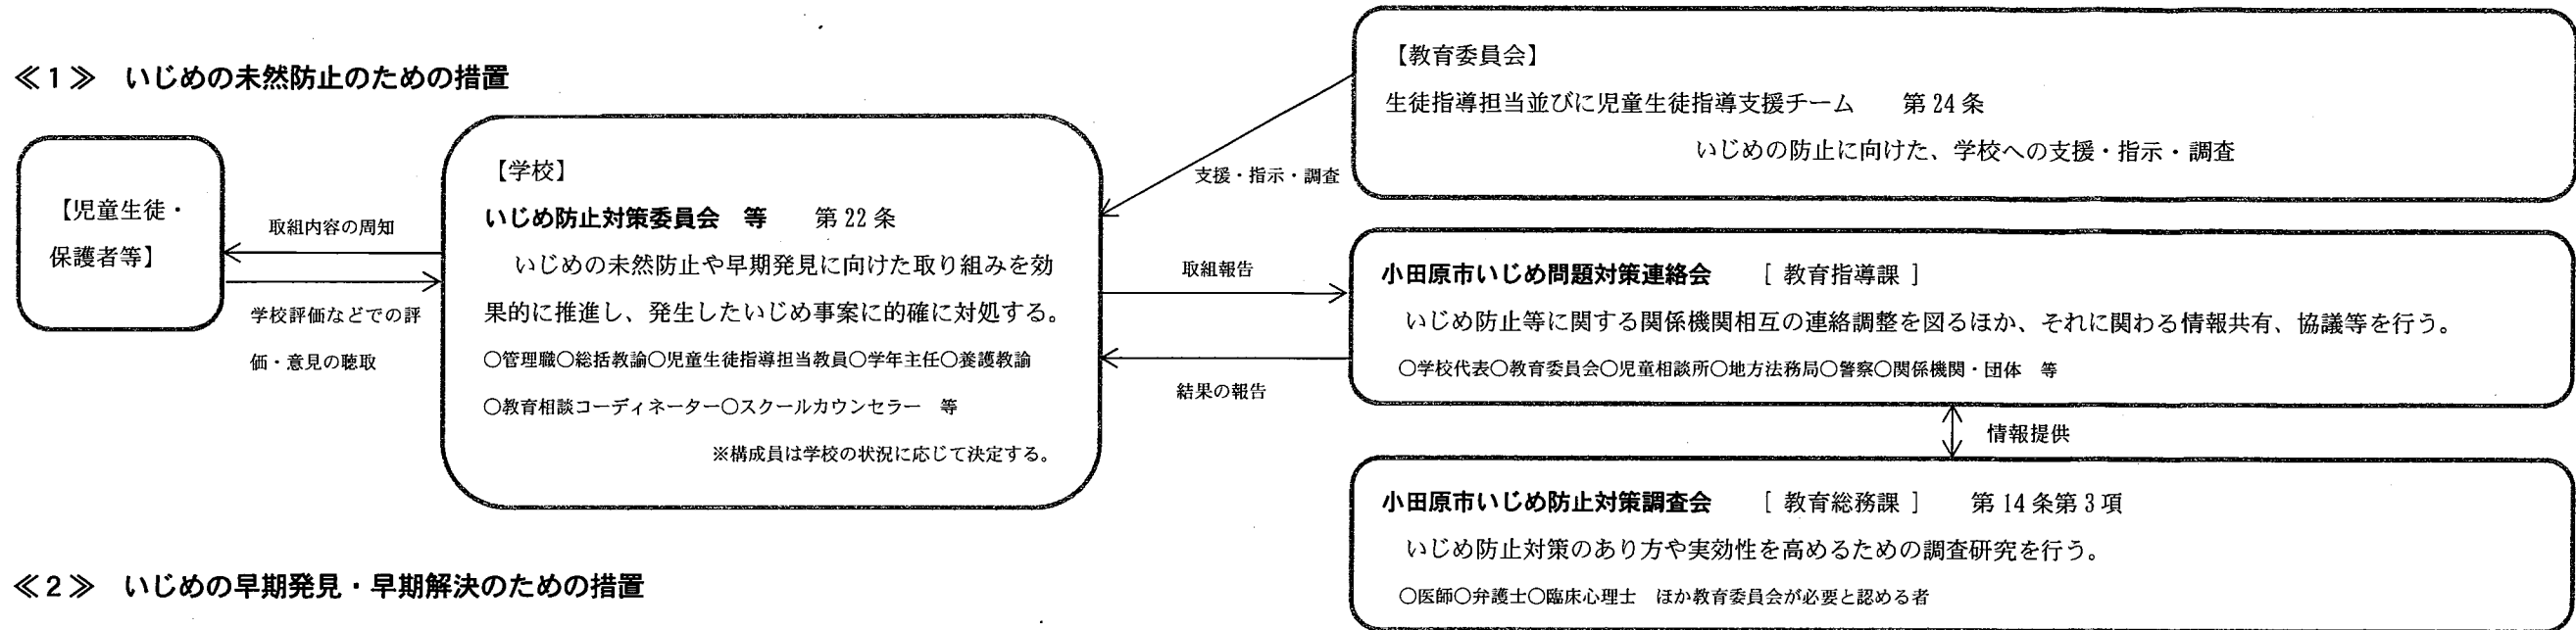 ≪1≫　いじめの未然防止のための措置
【児童生徒・
保護者等】
取組内容の周知
学校評価などでの評
価・意見の聴取
【学校】
いじめ防止対策委員会　等　　第22条
いじめの未然防止や早期発見に向けた取り組みを効
果的に推進し、発生したいじめ事案に的確に対処する。
○管理職○総括教諭○児童生徒指導担当教員○学年主任○養護教諭
○教育相談コーディネーター○スクールカウンセラー　等
※構成員は学校の状況に応じて決定する。
支援・指示・調査
取組報告
結果の報告
【教育委員会】
生徒指導担当並びに児童生徒指導支援チーム　　第24条
いじめの防止に向けた、学校への支援・指示・調査
小田原市いじめ問題対策連絡会　　[ 教育指導課 ]
いじめ防止等に関する関係機関相互の連絡調整を図るほか、それに関わる情報共有、協議等を行う。
○学校代表○教育委員会○児童相談所○地方法務局○警察○関係機関・団体　等
情報提供
小田原市いじめ防止対策調査会　　[ 教育総務課 ]　　第14条第3項
いじめ防止対策のあり方や実効性を高めるための調査研究を行う。
○医師○弁護士○臨床心理士　ほか教育委員会が必要と認める者
≪2≫　いじめの早期発見・早期解決のための措置